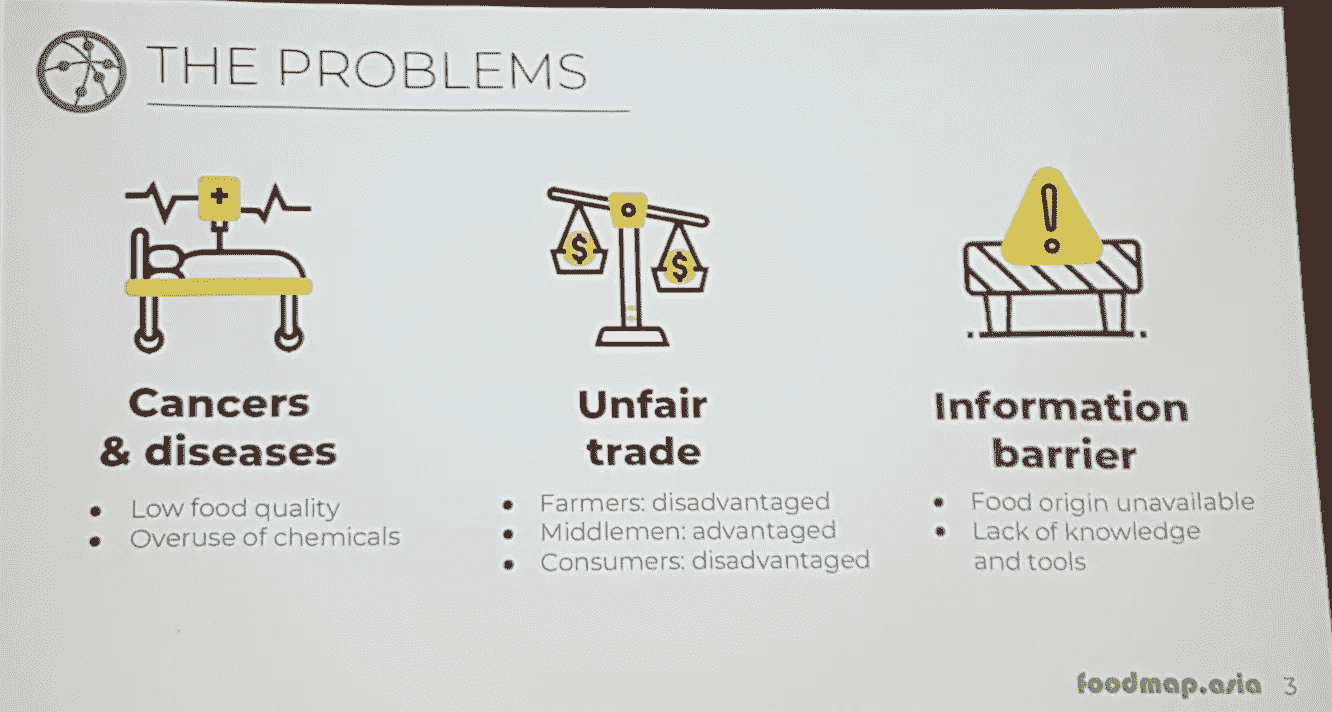 THE PROBLEMS
Cancers
& diseases
• Low food quality
• Overuse of chemicals
Unfair
trade
• Farmers: disadvantaged
• Middlemen: advantaged
• Consumers: disadvantaged
Information
barrier
• Food origin unavailable
• Lack of knowledge
and tools
foodmap.asia 3